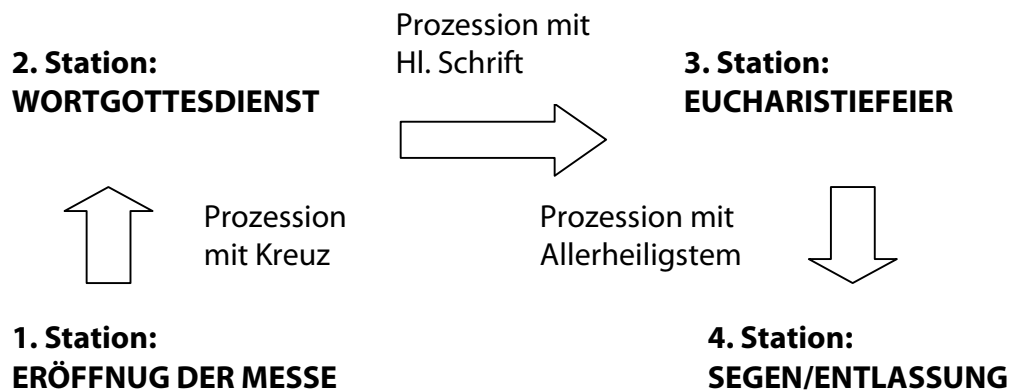 Prozession mit
Hl. Schrift
2. Station:
WORTGOTTESDIENST
3. Station:
EUCHARISTIEFEIER
Prozession
mit Kreuz
Prozession mit
Allerheiligstem
1. Station:
ERÖFFNUG DER MESSE
4. Station:
SEGEN/ENTLASSUNG